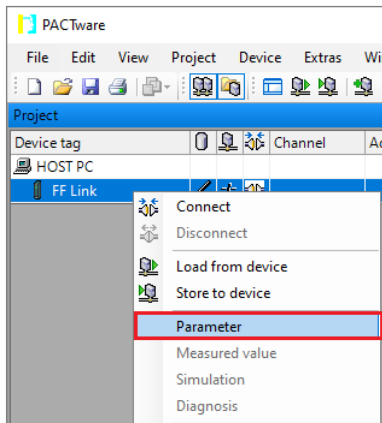 PACTware
File Edit View Project Device Extras Wi
Project
Device tag Channel Ad
HOST PC
FF Link
Connect
Disconnect
Load from device
Store to device
Parameter
Measured value
Simulation
Diagnosis